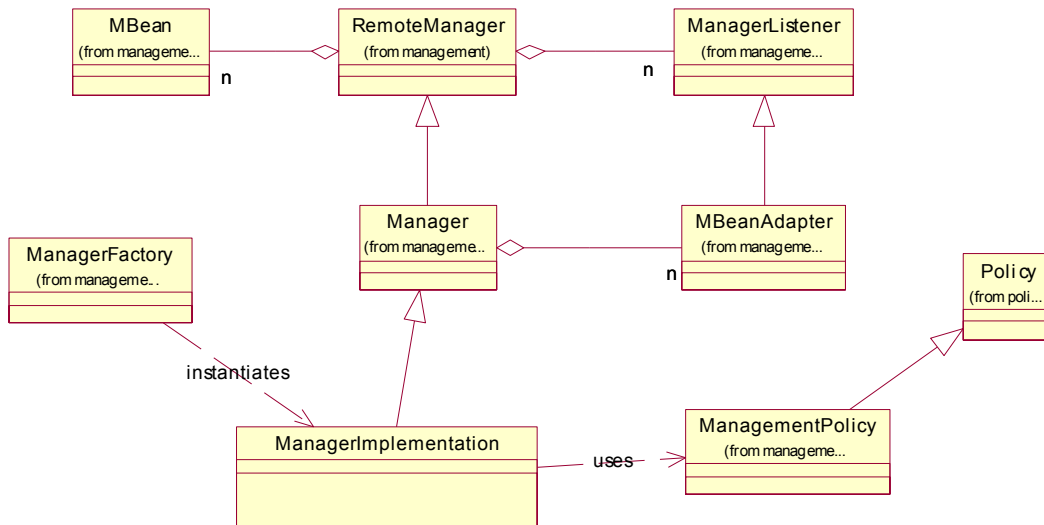 MBean
(from manageme...
n
RemoteManager
(from management)
ManagerListener
(from manageme...
n
Manager
(from manageme...
MBeanAdapter
(from manageme...
n
ManagerFactory
(from manageme...
Policy
(from poli...
instantiates
ManagerImplementation
uses
ManagementPolicy
(from manageme...